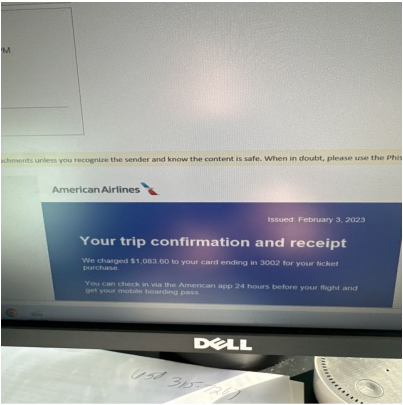 PM
achments unless you recognize the sender and know the content is safe. When in doubt, please use the Phis
American Airlines
Issued: February 3, 2023
Your trip confirmation and receipt
We charged $1,083.60 to your card ending in 3002 for your ticket
purchase.
You can check in via the American app 24 hours before your flight and
get your mobile boarding pass.
DELL